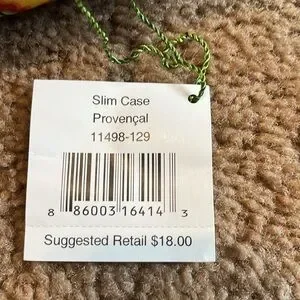 Slim Case
Provençal
11498-129
8 86003 16414 3
Suggested Retail $18.00